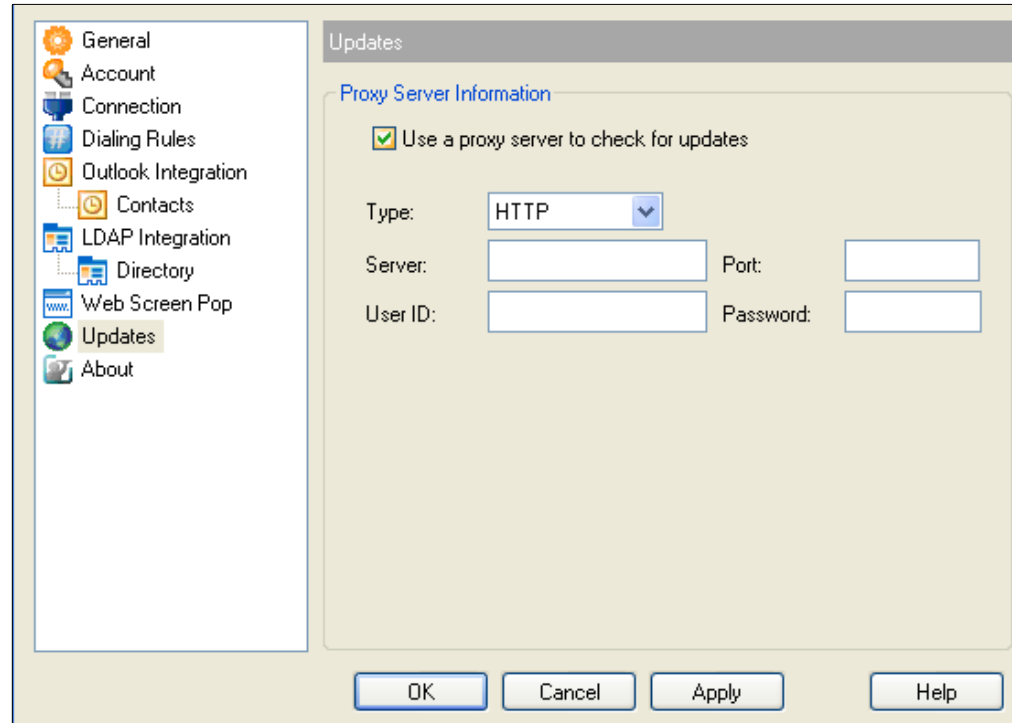 General
Account
Connection
Dialing Rules
Outlook Integration
Contacts
LDAP Integration
Directory
www.
Web Screen Pop
Updates
About
Updates
Proxy Server Information
Use a proxy server to check for updates
Type: HTTP
Server: Port:
User ID: Password:
OK Cancel Apply Help